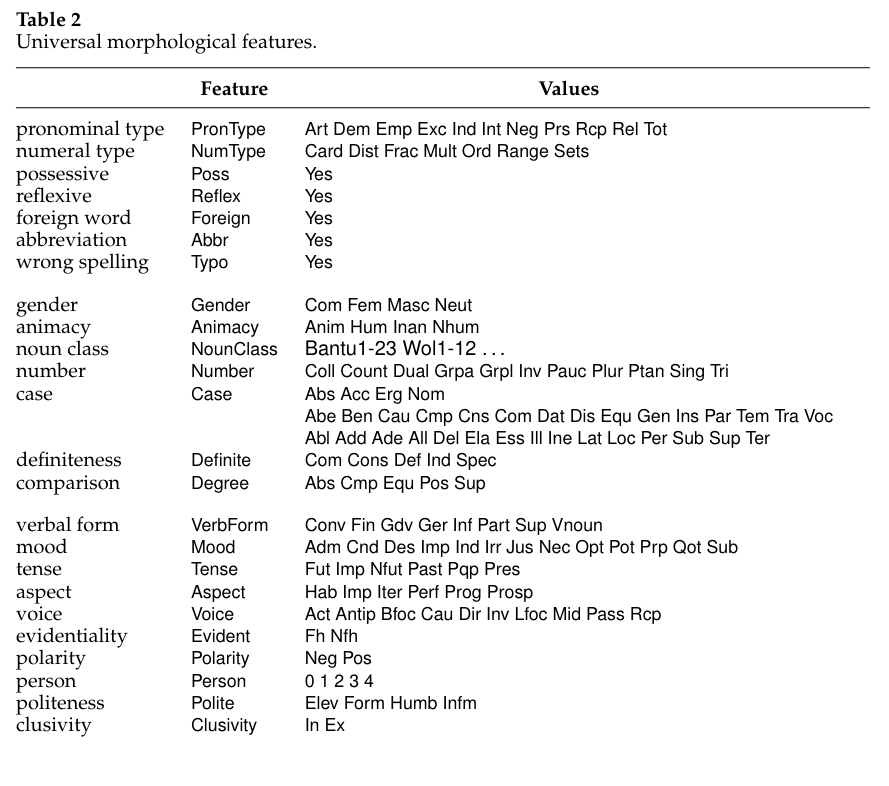 Table 2
Universal morphological features.
Feature Values
pronominal type PronType Art Dem Emp Exc Ind Int Neg Prs Rcp Rel Tot
numeral type NumType Card Dist Frac Mult Ord Range Sets
possessive Poss Yes
reflexive Reflex Yes
foreign word Foreign Yes
abbreviation Abbr Yes
wrong spelling Typo Yes
gender Gender Com Fem Masc Neut
animacy Animacy Anim Hum Inan Nhum
noun class NounClass Bantu1-23 Wol1-12 . . .
number Number Coll Count Dual Grpa Grpl Inv Pauc Plur Ptan Sing Tri
case Case Abs Acc Erg Nom
Abe Ben Cau Cmp Cns Com Dat Dis Equ Gen Ins Par Tem Tra Voc
Abl Add Ade All Del Ela Ess Ill Ine Lat Loc Per Sub Sup Ter
definiteness Definite Com Cons Def Ind Spec
comparison Degree Abs Cmp Equ Pos Sup
verbal form VerbForm Conv Fin Gdv Ger Inf Part Sup Vnoun
mood Mood Adm Cnd Des Imp Ind Irr Jus Nec Opt Pot Prp Qot Sub
tense Tense Fut Imp Nfut Past Pqp Pres
aspect Aspect Hab Imp Iter Perf Prog Prosp
voice Voice Act Antip Bfoc Cau Dir Inv Lfoc Mid Pass Rcp
evidentiality Evident Fh Nfh
polarity Polarity Neg Pos
person Person 0 1 2 3 4
politeness Polite Elev Form Humb Infm
clusivity Clusivity In Ex